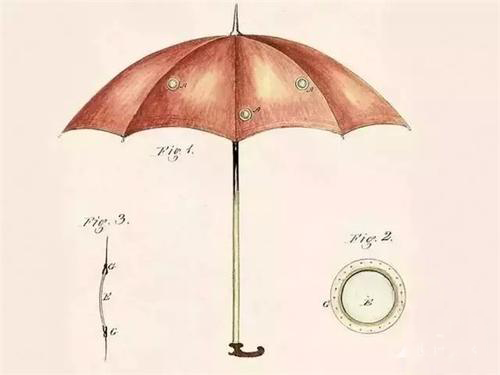 A A
A
Fig. 1.
Fig. 3.
Fig. 2.
G
E
G E
G